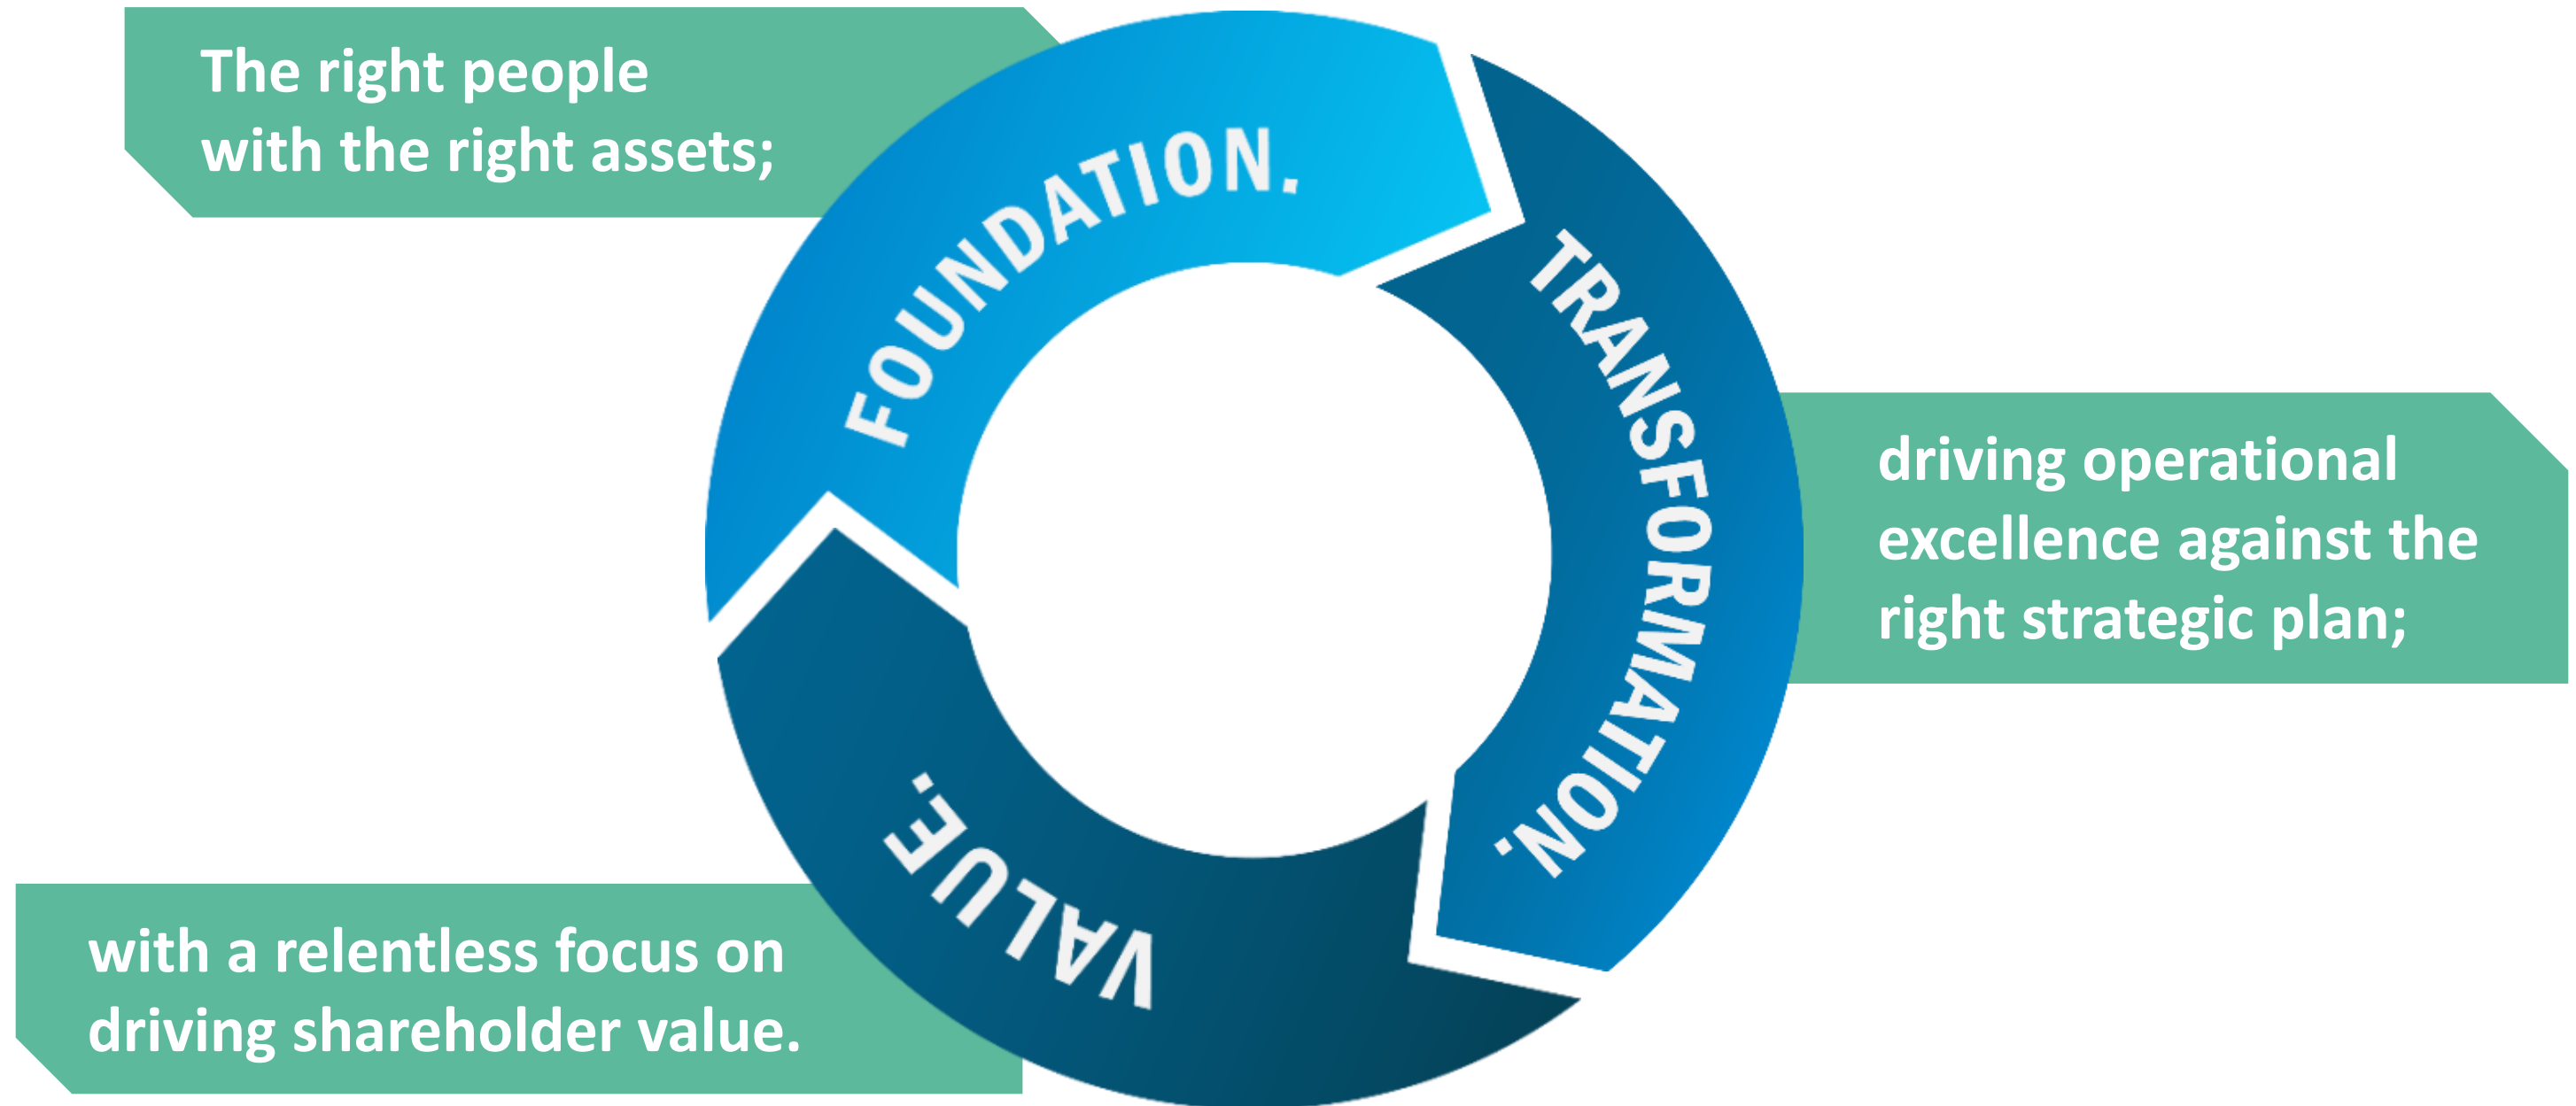 The right people
with the right assets;
FOUNDATION.
TRANSFORMATION.
driving operational
excellence against the
right strategic plan;
VALUE.
with a relentless focus on
driving shareholder value.